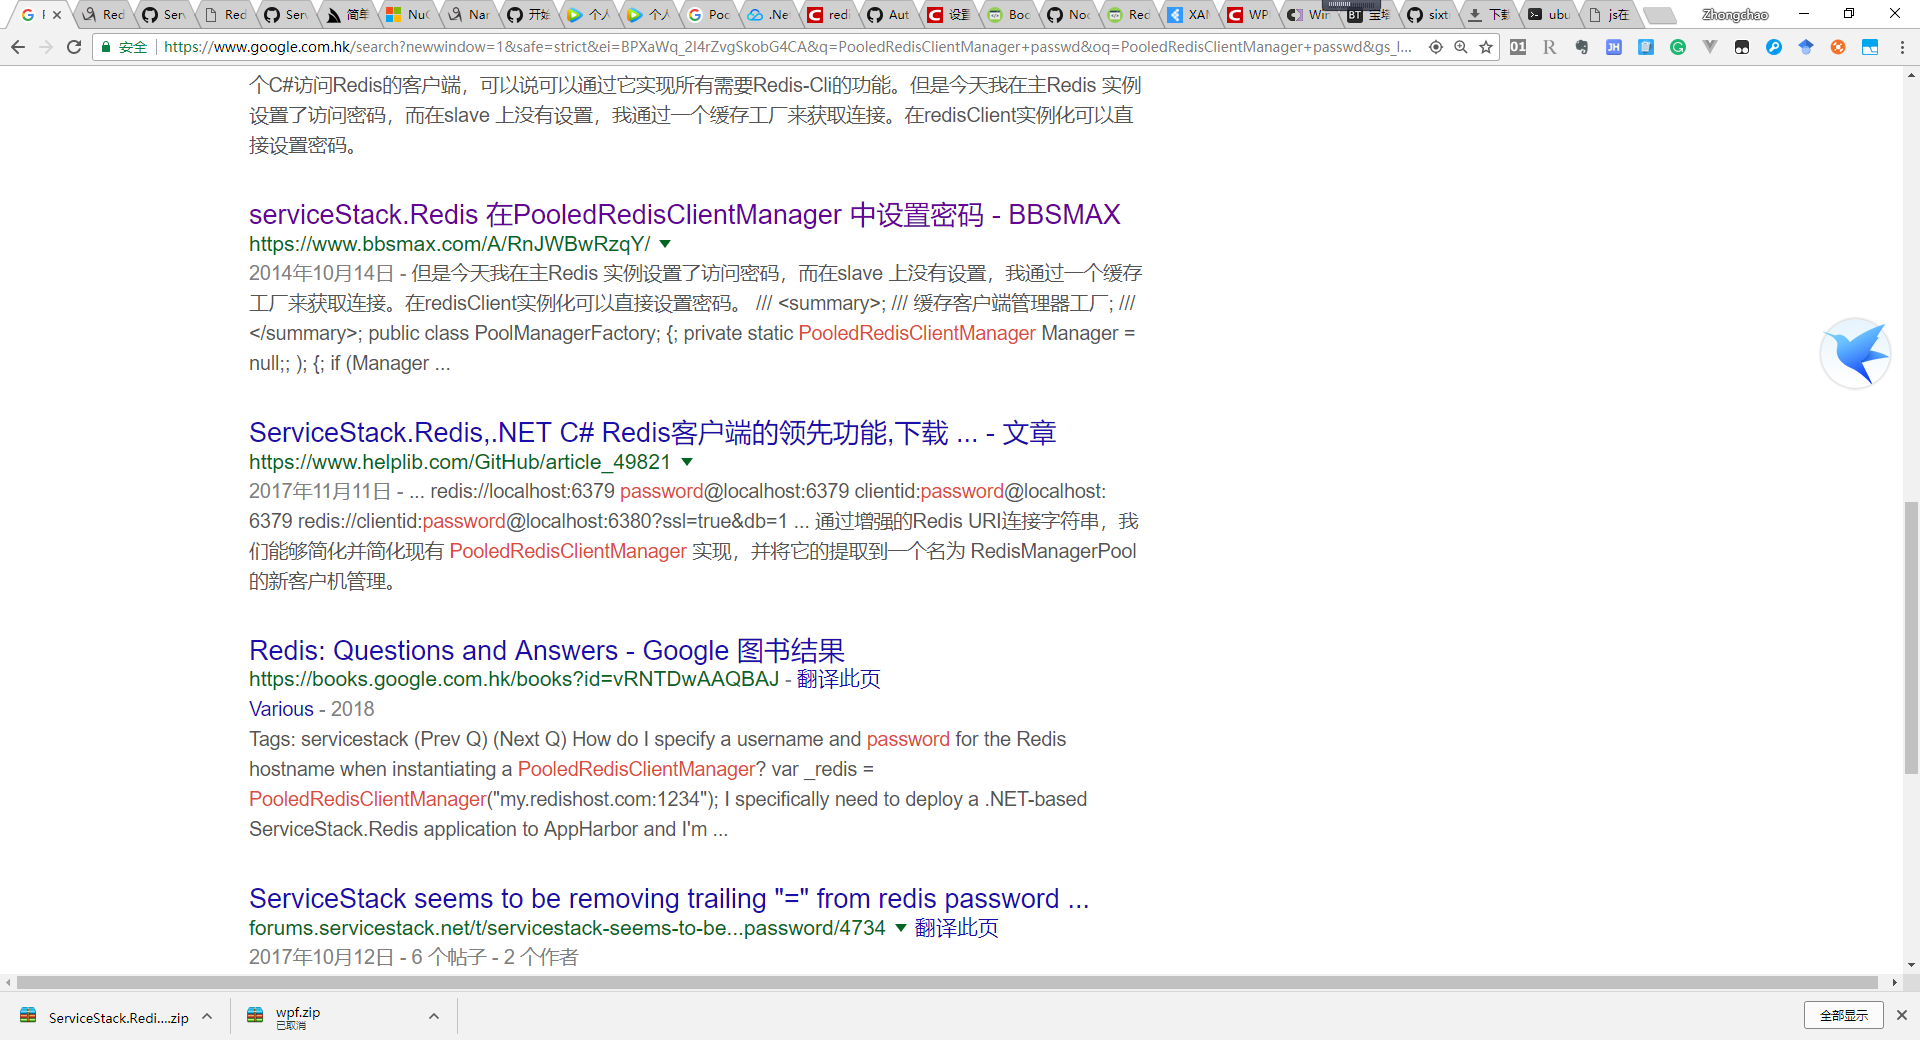 Red
Ser
Red
Ser
简单
NuG
Nar
开始
个人
个人
Poo
.Ne
redi
Aut
设置
Boo
Noc
Red
XAN
WPI
Wir
宝塔
sixt
下载
ubu
js在
Zhongchao
安全 https://www.google.com.hk/search?newwindow=1&safe=strict&ei=BPXaWq_2I4rZvgSkobG4CA&q=PooledRedisClientManager+passwd&oq=PooledRedisClientManager+passwd&gs_l...
个C#访问Redis的客户端，可以说可以通过它实现所有需要Redis-Cli的功能。但是今天我在主Redis 实例
设置了访问密码，而在slave 上没有设置，我通过一个缓存工厂来获取连接。在redisClient实例化可以直
接设置密码。
serviceStack.Redis 在PooledRedisClientManager 中设置密码 - BBSMAX
https://www.bbsmax.com/A/RnJWBwRzqY/
2014年10月14日 - 但是今天我在主Redis 实例设置了访问密码，而在slave 上没有设置，我通过一个缓存
工厂来获取连接。在redisClient实例化可以直接设置密码。 /// <summary>; /// 缓存客户端管理器工厂; ///
</summary>; public class PoolManagerFactory; {; private static PooledRedisClientManager Manager =
null;; ); {; if (Manager ...
ServiceStack.Redis,.NET C# Redis客户端的领先功能,下载 ... - 文章
https://www.helplib.com/GitHub/article_49821
2017年11月11日 - ... redis://localhost:6379 password@localhost:6379 clientid:password@localhost:
6379 redis://clientid:password@localhost:6380?ssl=true&db=1 ... 通过增强的Redis URI连接字符串，我
们能够简化并简化现有 PooledRedisClientManager 实现，并将它的提取到一个名为 RedisManagerPool
的新客户机管理。
Redis: Questions and Answers - Google 图书结果
https://books.google.com.hk/books?id=vRNTDwAAQBAJ - 翻译此页
Various - 2018
Tags: servicestack (Prev Q) (Next Q) How do I specify a username and password for the Redis
hostname when instantiating a PooledRedisClientManager? var _redis =
PooledRedisClientManager("my.redishost.com:1234"); I specifically need to deploy a .NET-based
ServiceStack.Redis application to AppHarbor and I'm ...
ServiceStack seems to be removing trailing "=" from redis password ...
forums.servicestack.net/t/servicestack-seems-to-be...password/4734 翻译此页
2017年10月12日 - 6 个帖子 - 2 个作者
ServiceStack.Redi....zip
wpf.zip
已取消
全部显示